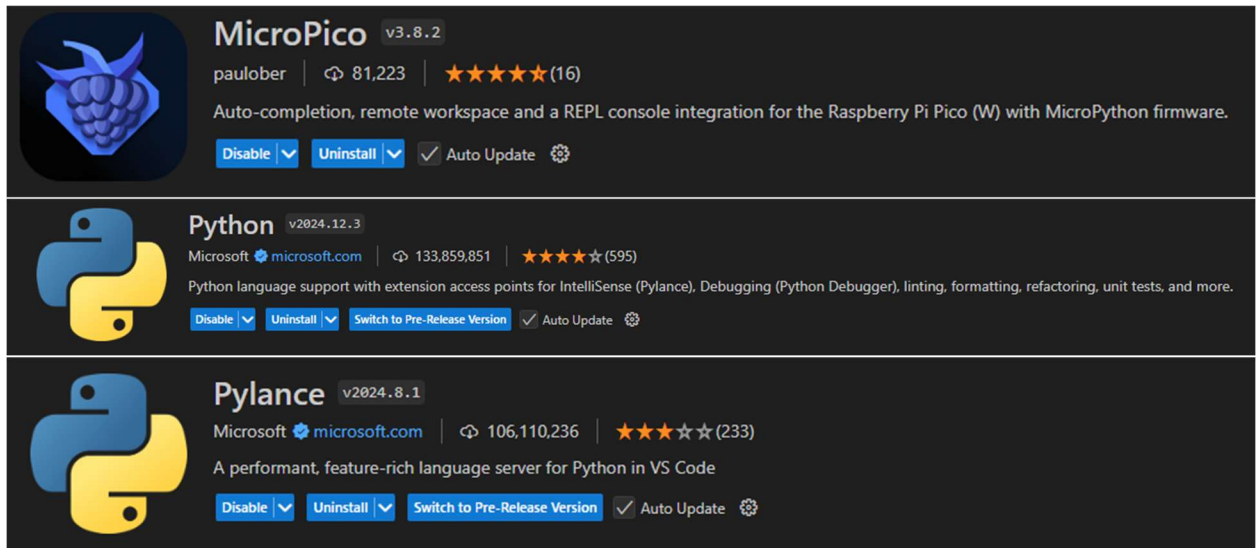 MicroPico v3.8.2
paulober 81,223 (16)
Auto-completion, remote workspace and a REPL console integration for the Raspberry Pi Pico (W) with MicroPython firmware.
Disable Uninstall Auto Update
Python v2024.12.3
Microsoft microsoft.com 133,859,851 (595)
Python language support with extension access points for IntelliSense (Pylance), Debugging (Python Debugger), linting, formatting, refactoring, unit tests, and more.
Disable Uninstall Switch to Pre-Release Version Auto Update
Pylance v2024.8.1
Microsoft microsoft.com 106,110,236 (233)
A performant, feature-rich language server for Python in VS Code
Disable Uninstall Switch to Pre-Release Version Auto Update